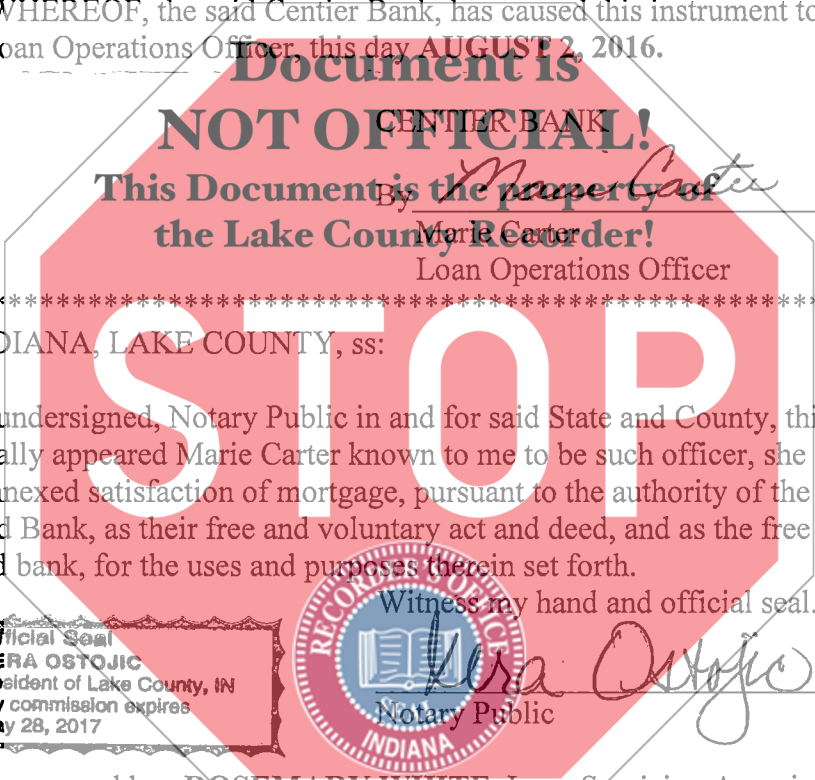 WHEREOF, the said Centier Bank, has caused this instrument to
oan Operations Officer, this day AUGUST 2, 2016.
Document is
NOT OFFICIAL!
This Document is the property of
the Lake County Recorder!
CENTIER BANK
By Marie Carter
Marie Carter
Loan Operations Officer
*******************************************************************
DIANA, LAKE COUNTY, ss:
STOP
undersigned, Notary Public in and for said State and County, thi
ally appeared Marie Carter known to me to be such officer, she
nexed satisfaction of mortgage, pursuant to the authority of the
d Bank, as their free and voluntary act and deed, and as the free
d bank, for the uses and purposes therein set forth.
Witness my hand and official seal.
fficial Seal
ERA OSTOJIC
sident of Lake County, IN
y commission expires
y 28, 2017
RECORDER'S OFFICE
INDIANA
Vera Ostojic
Notary Public
ROSEMARY WHITE